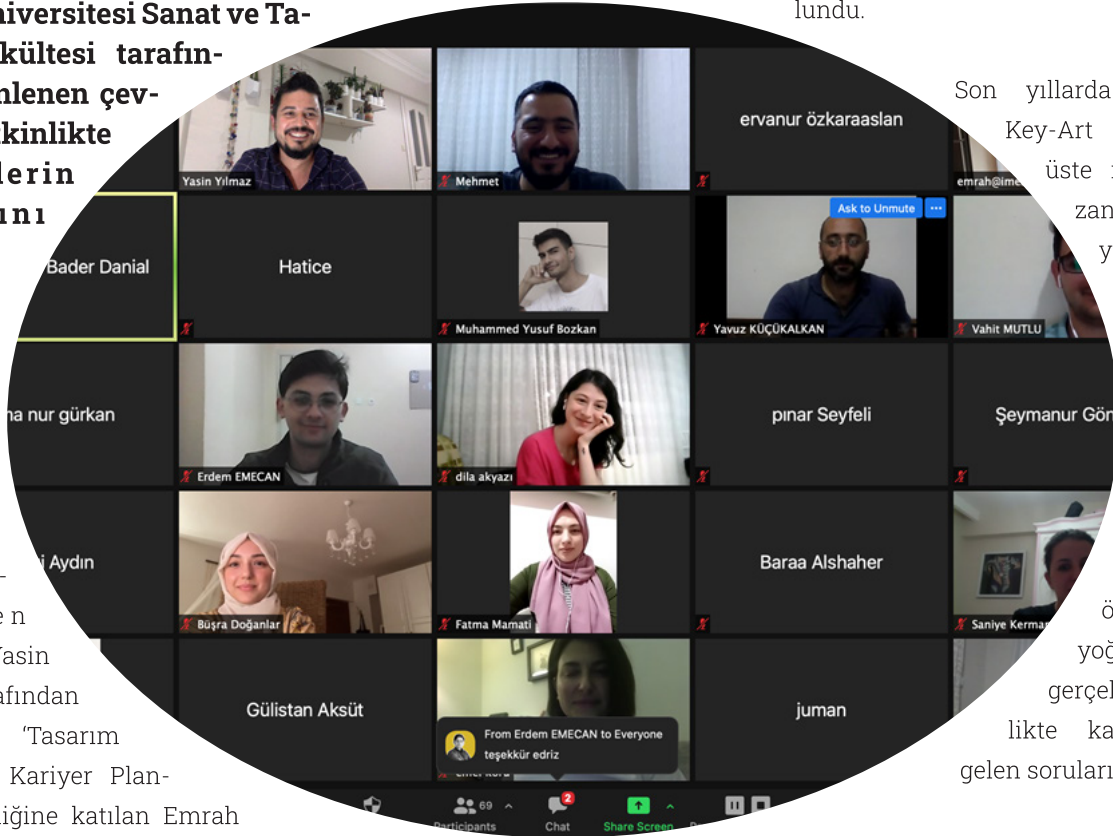 niversitesi Sanat ve Ta-
kültesi tarafın-
nlenen çev-
kinlikte
lerin
ını
e n
Yasin
afından
‘Tasarım
Kariyer Plan-
iğine katılan Emrah
Yasin Yılmaz
Mehmet
ervanur özkaraaslan
emrah@ime
Bader Danial
Hatice
Muhammed Yusuf Bozkan
Ask to Unmute
Yavuz KÜÇÜKALKAN
Vahit MUTLU
na nur gürkan
Erdem EMECAN
dila akyazı
pınar Seyfeli
Şeymanur Gön
i Aydın
Büşra Doğanlar
Fatma Mamati
Baraa Alshaher
Saniye Kerman
Gülistan Aksüt
From Erdem EMECAN to Everyone
teşekkür edriz
juman
69
Participants
2
Chat
Share Screen
lundu.
Son yıllarda
Key-Art
üste
zan
y
ö
yoğ
gerçel
likte ka
gelen soruları